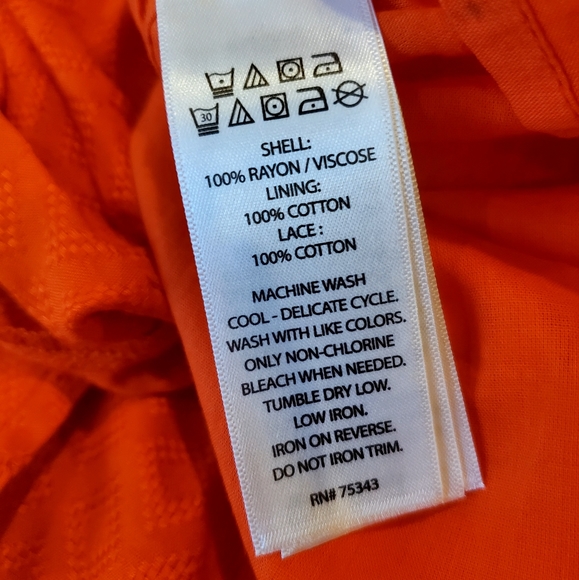 30
SHELL:
100% RAYON / VISCOSE
LINING:
100% COTTON
LACE :
100% COTTON
MACHINE WASH
COOL - DELICATE CYCLE.
WASH WITH LIKE COLORS.
ONLY NON-CHLORINE
BLEACH WHEN NEEDED.
TUMBLE DRY LOW.
LOW IRON.
IRON ON REVERSE.
DO NOT IRON TRIM.
RN# 75343